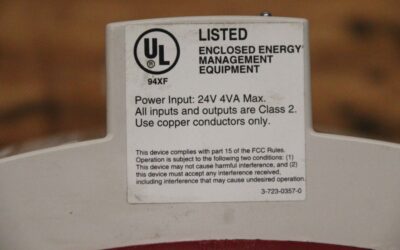 UL
LISTED
94XF
ENCLOSED ENERGY
MANAGEMENT
EQUIPMENT
Power Input: 24V 4VA Max.
All inputs and outputs are Class 2.
Use copper conductors only.
This device complies with part 15 of the FCC Rules.
Operation is subject to the following two conditions: (1)
This device may not cause harmful interference, and (2)
this device must accept any interference received,
including interference that may cause undesired operation.
3-723-0357-0